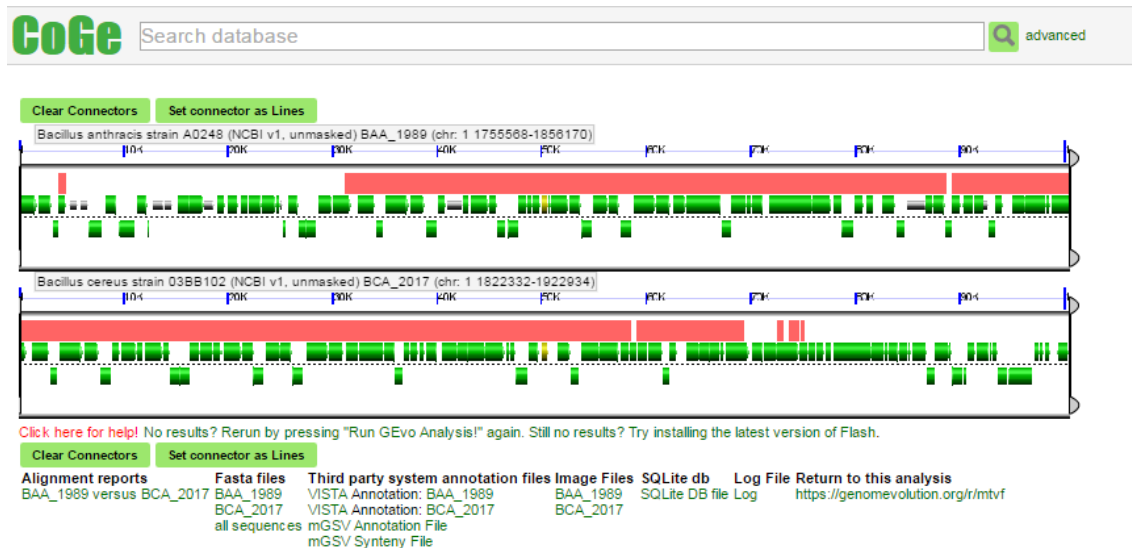 CoGe Search database advanced
Clear Connectors Set connector as Lines
Bacillus anthracis strain A0248 (NCBI v1, unmasked) BAA_1989 (chr: 1 1755568-1856170)
10K 20K 30K 40K 50K 60K 70K 80K 90K
Bacillus cereus strain 03BB102 (NCBI v1, unmasked) BCA_2017 (chr: 1 1822332-1922934)
10K 20K 30K 40K 50K 60K 70K 80K 90K
Click here for help! No results? Rerun by pressing "Run GEvo Analysis!" again. Still no results? Try installing the latest version of Flash.
Clear Connectors Set connector as Lines
Alignment reports Fasta files Third party system annotation files Image Files SQLite db Log File Return to this analysis
BAA_1989 versus BCA_2017 BAA_1989 VISTA Annotation: BAA_1989 BAA_1989 SQLite DB file Log https://genomevolution.org/r/mtvf
BCA_2017 VISTA Annotation: BCA_2017 BCA_2017
all sequences mGSV Annotation File
mGSV Synteny File